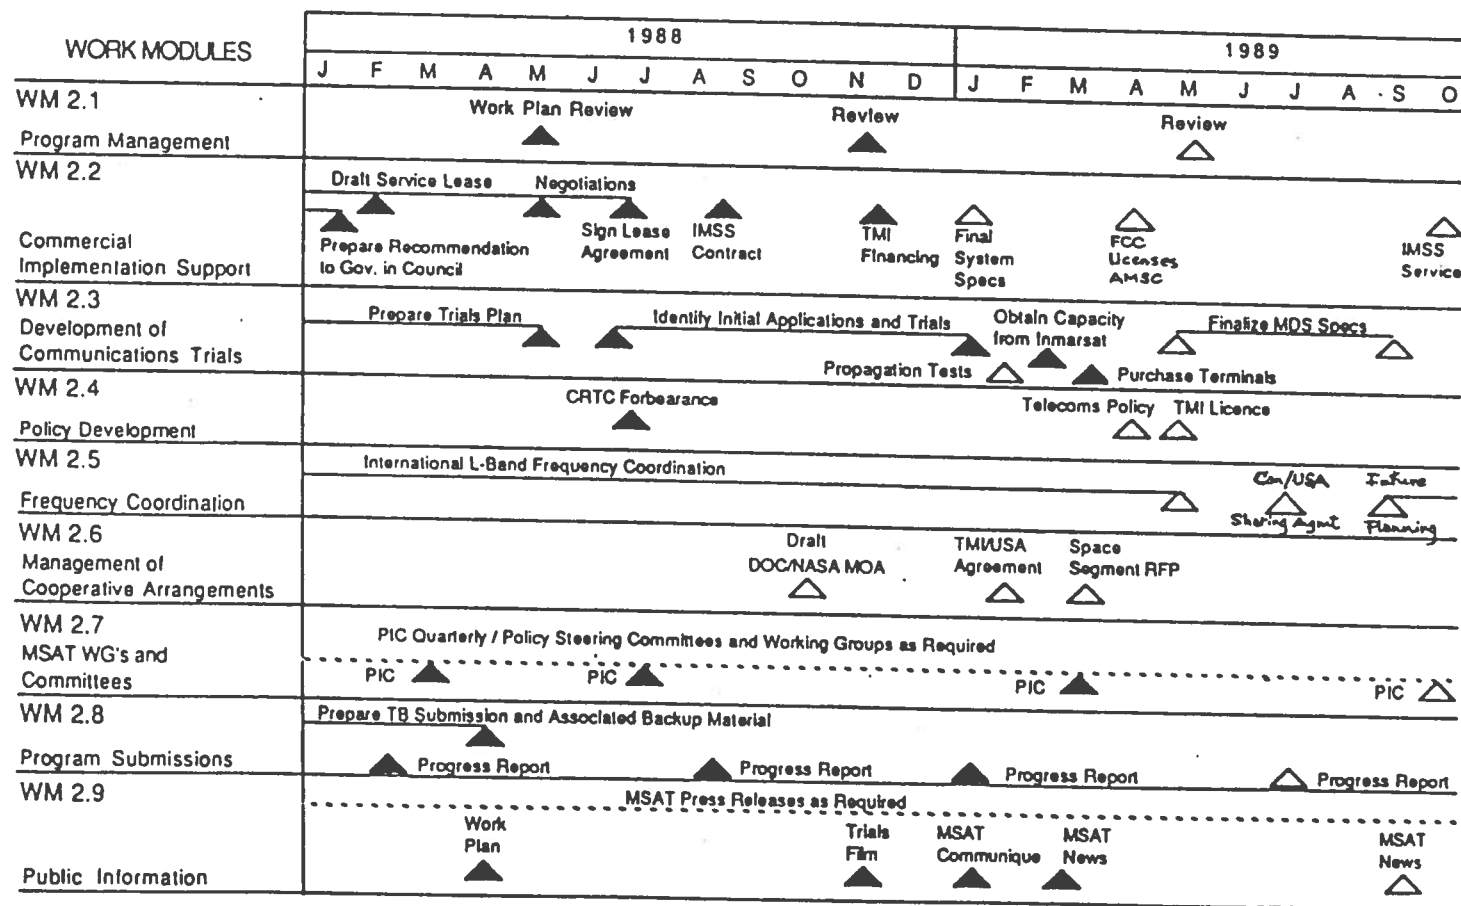 WORK MODULES
1988
1989
J F M A M J J A S O N D J F M A M J J A S O
WM 2.1
Program Management
Work Plan Review
Review
Review
WM 2.2
Commercial
Implementation Support
Draft Service Lease
Negotiations
Prepare Recommendation
to Gov. in Council
Sign Lease
Agreement
IMSS
Contract
TMI
Financing
Final
System
Specs
FCC
Licenses
AMSC
IMSS
Service
WM 2.3
Development of
Communications Trials
Prepare Trials Plan
Identify Initial Applications and Trials
Obtain Capacity
from Inmarsat
Finalize MDS Specs
Propagation Tests
Purchase Terminals
WM 2.4
Policy Development
CRTC Forbearance
Telecoms Policy
TMI Licence
WM 2.5
Frequency Coordination
International L-Band Frequency Coordination
Can/USA
Sharing Agmt
Future
Planning
WM 2.6
Management of
Cooperative Arrangements
Draft
DOC/NASA MOA
TMI/USA
Agreement
Space
Segment RFP
WM 2.7
MSAT WG's and
Committees
PIC Quarterly / Policy Steering Committees and Working Groups as Required
PIC
PIC
PIC
PIC
WM 2.8
Program Submissions
Prepare TB Submission and Associated Backup Material
Progress Report
Progress Report
Progress Report
Progress Report
WM 2.9
Public Information
MSAT Press Releases as Required
Work
Plan
Trials
Film
MSAT
Communique
MSAT
News
MSAT
News